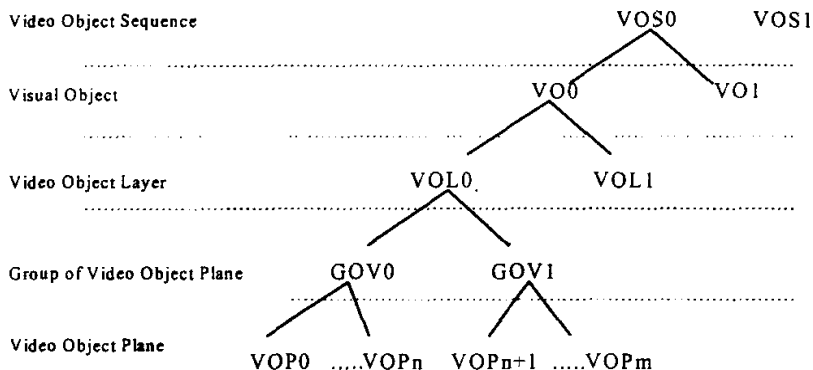 Video Object Sequence VOS0 VOS1
Visual Object VO0 VO1
Video Object Layer VOL0 VOL1
Group of Video Object Plane GOV0 GOV1
Video Object Plane VOP0 .....VOPn VOPn+1 .....VOPm